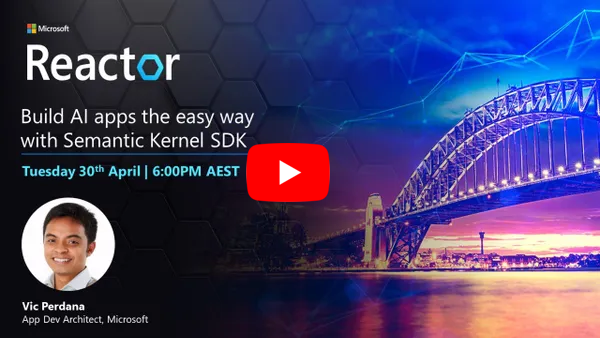 Microsoft
Reactor
Build AI apps the easy way
with Semantic Kernel SDK
Tuesday 30th April | 6:00PM AEST
Vic Perdana
App Dev Architect, Microsoft